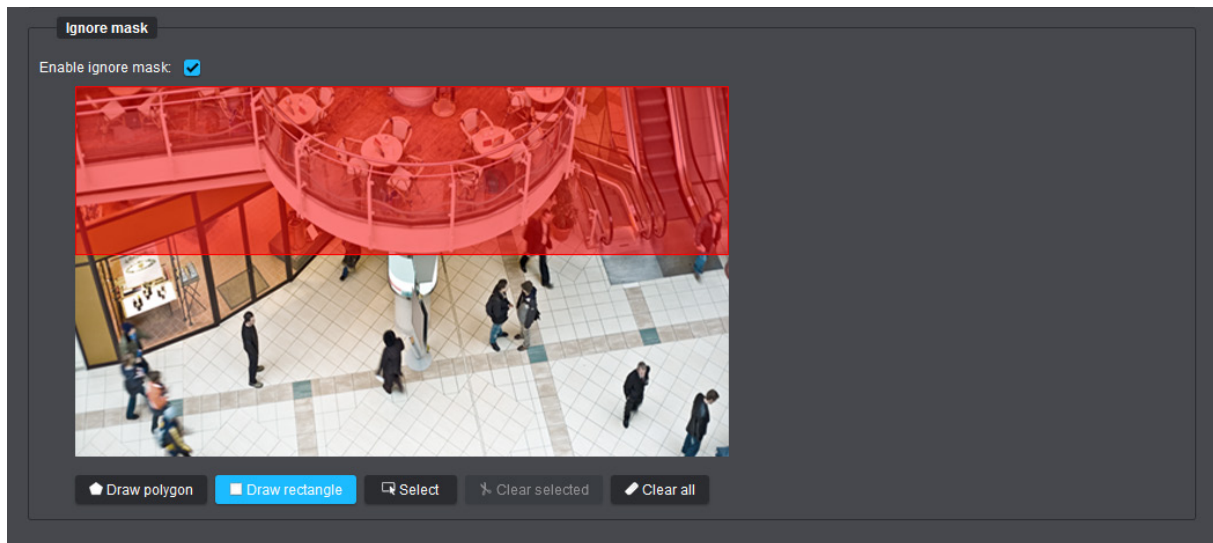 Ignore mask
Enable ignore mask:
Draw polygon Draw rectangle Select Clear selected Clear all